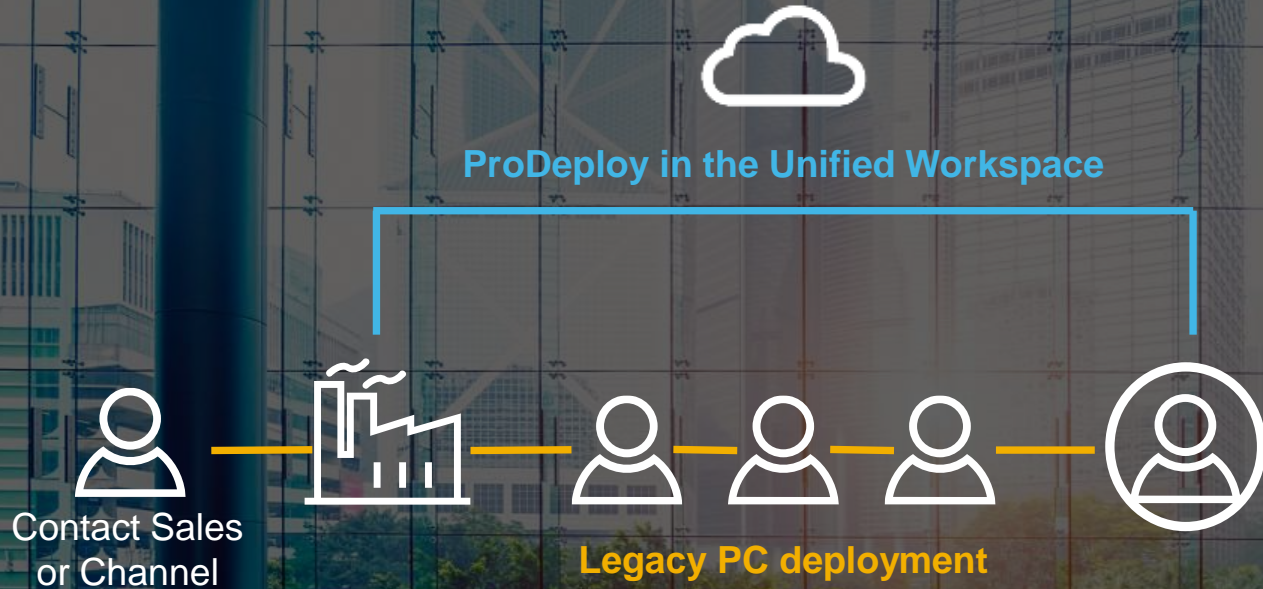 ProDeploy in the Unified Workspace
Contact Sales
or Channel
Legacy PC deployment